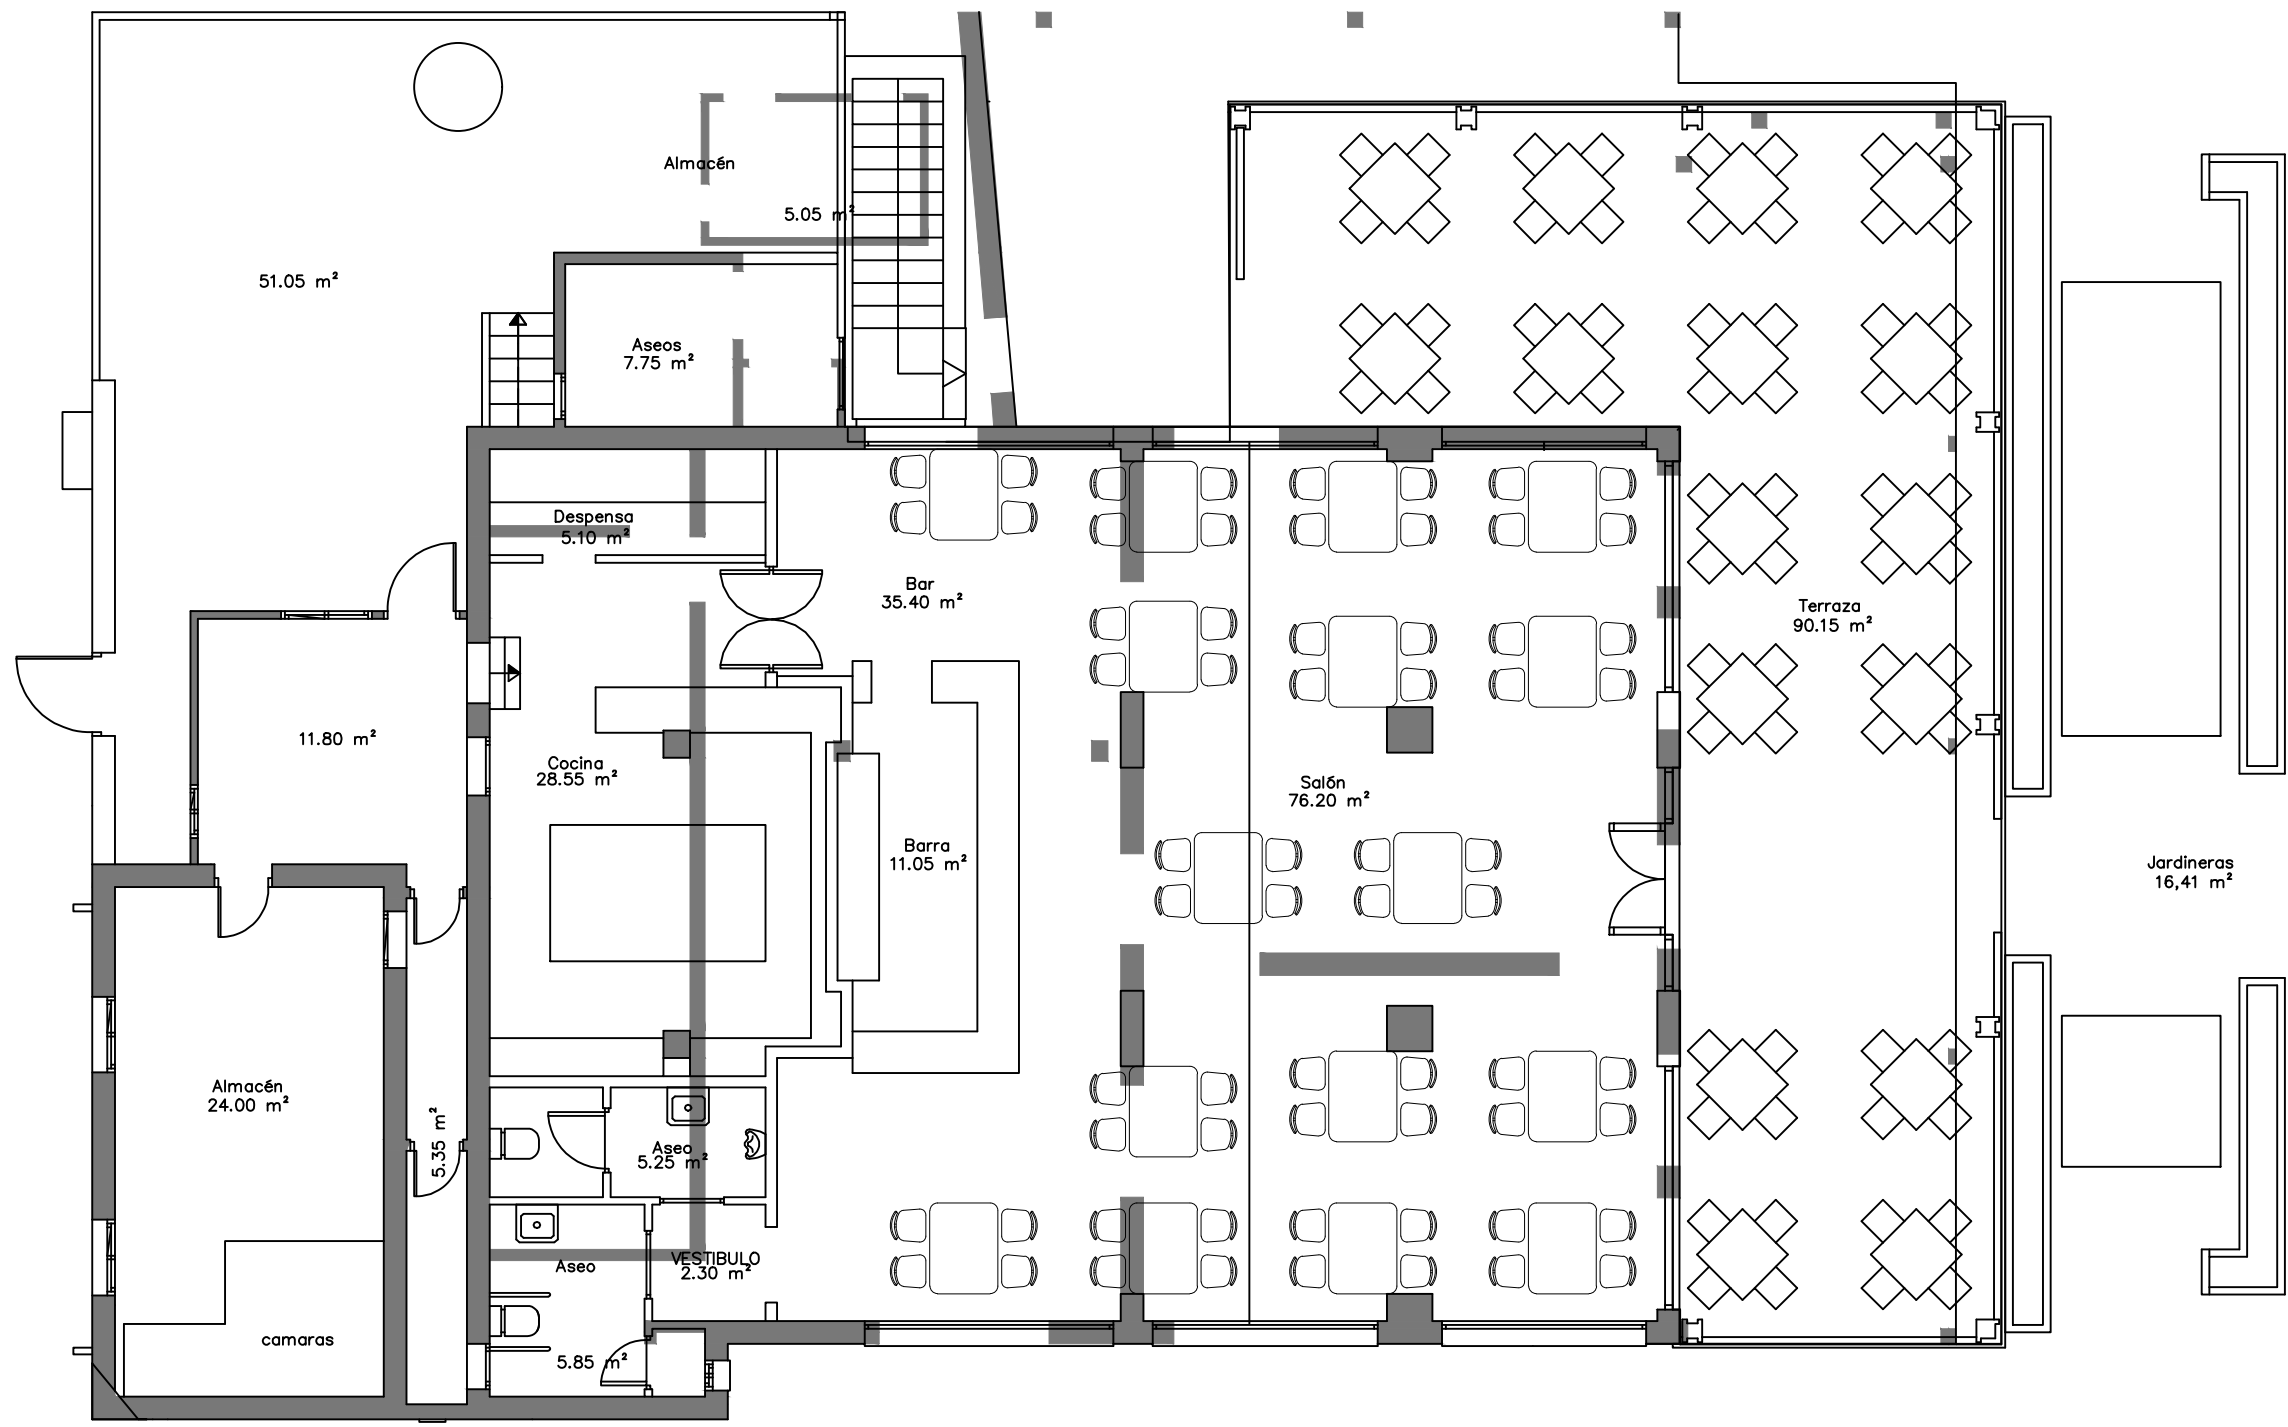 Almacén
5.05 m²
51.05 m²
Aseos
7.75 m²
Despensa
5.10 m²
Bar
35.40 m²
Terraza
90.15 m²
11.80 m²
Cocina
28.55 m²
Salón
76.20 m²
Barra
11.05 m²
Jardineras
16,41 m²
Almacén
24.00 m²
5.35 m²
Aseo
5.25 m²
VESTIBULO
2.30 m²
Aseo
camaras
5.85 m²